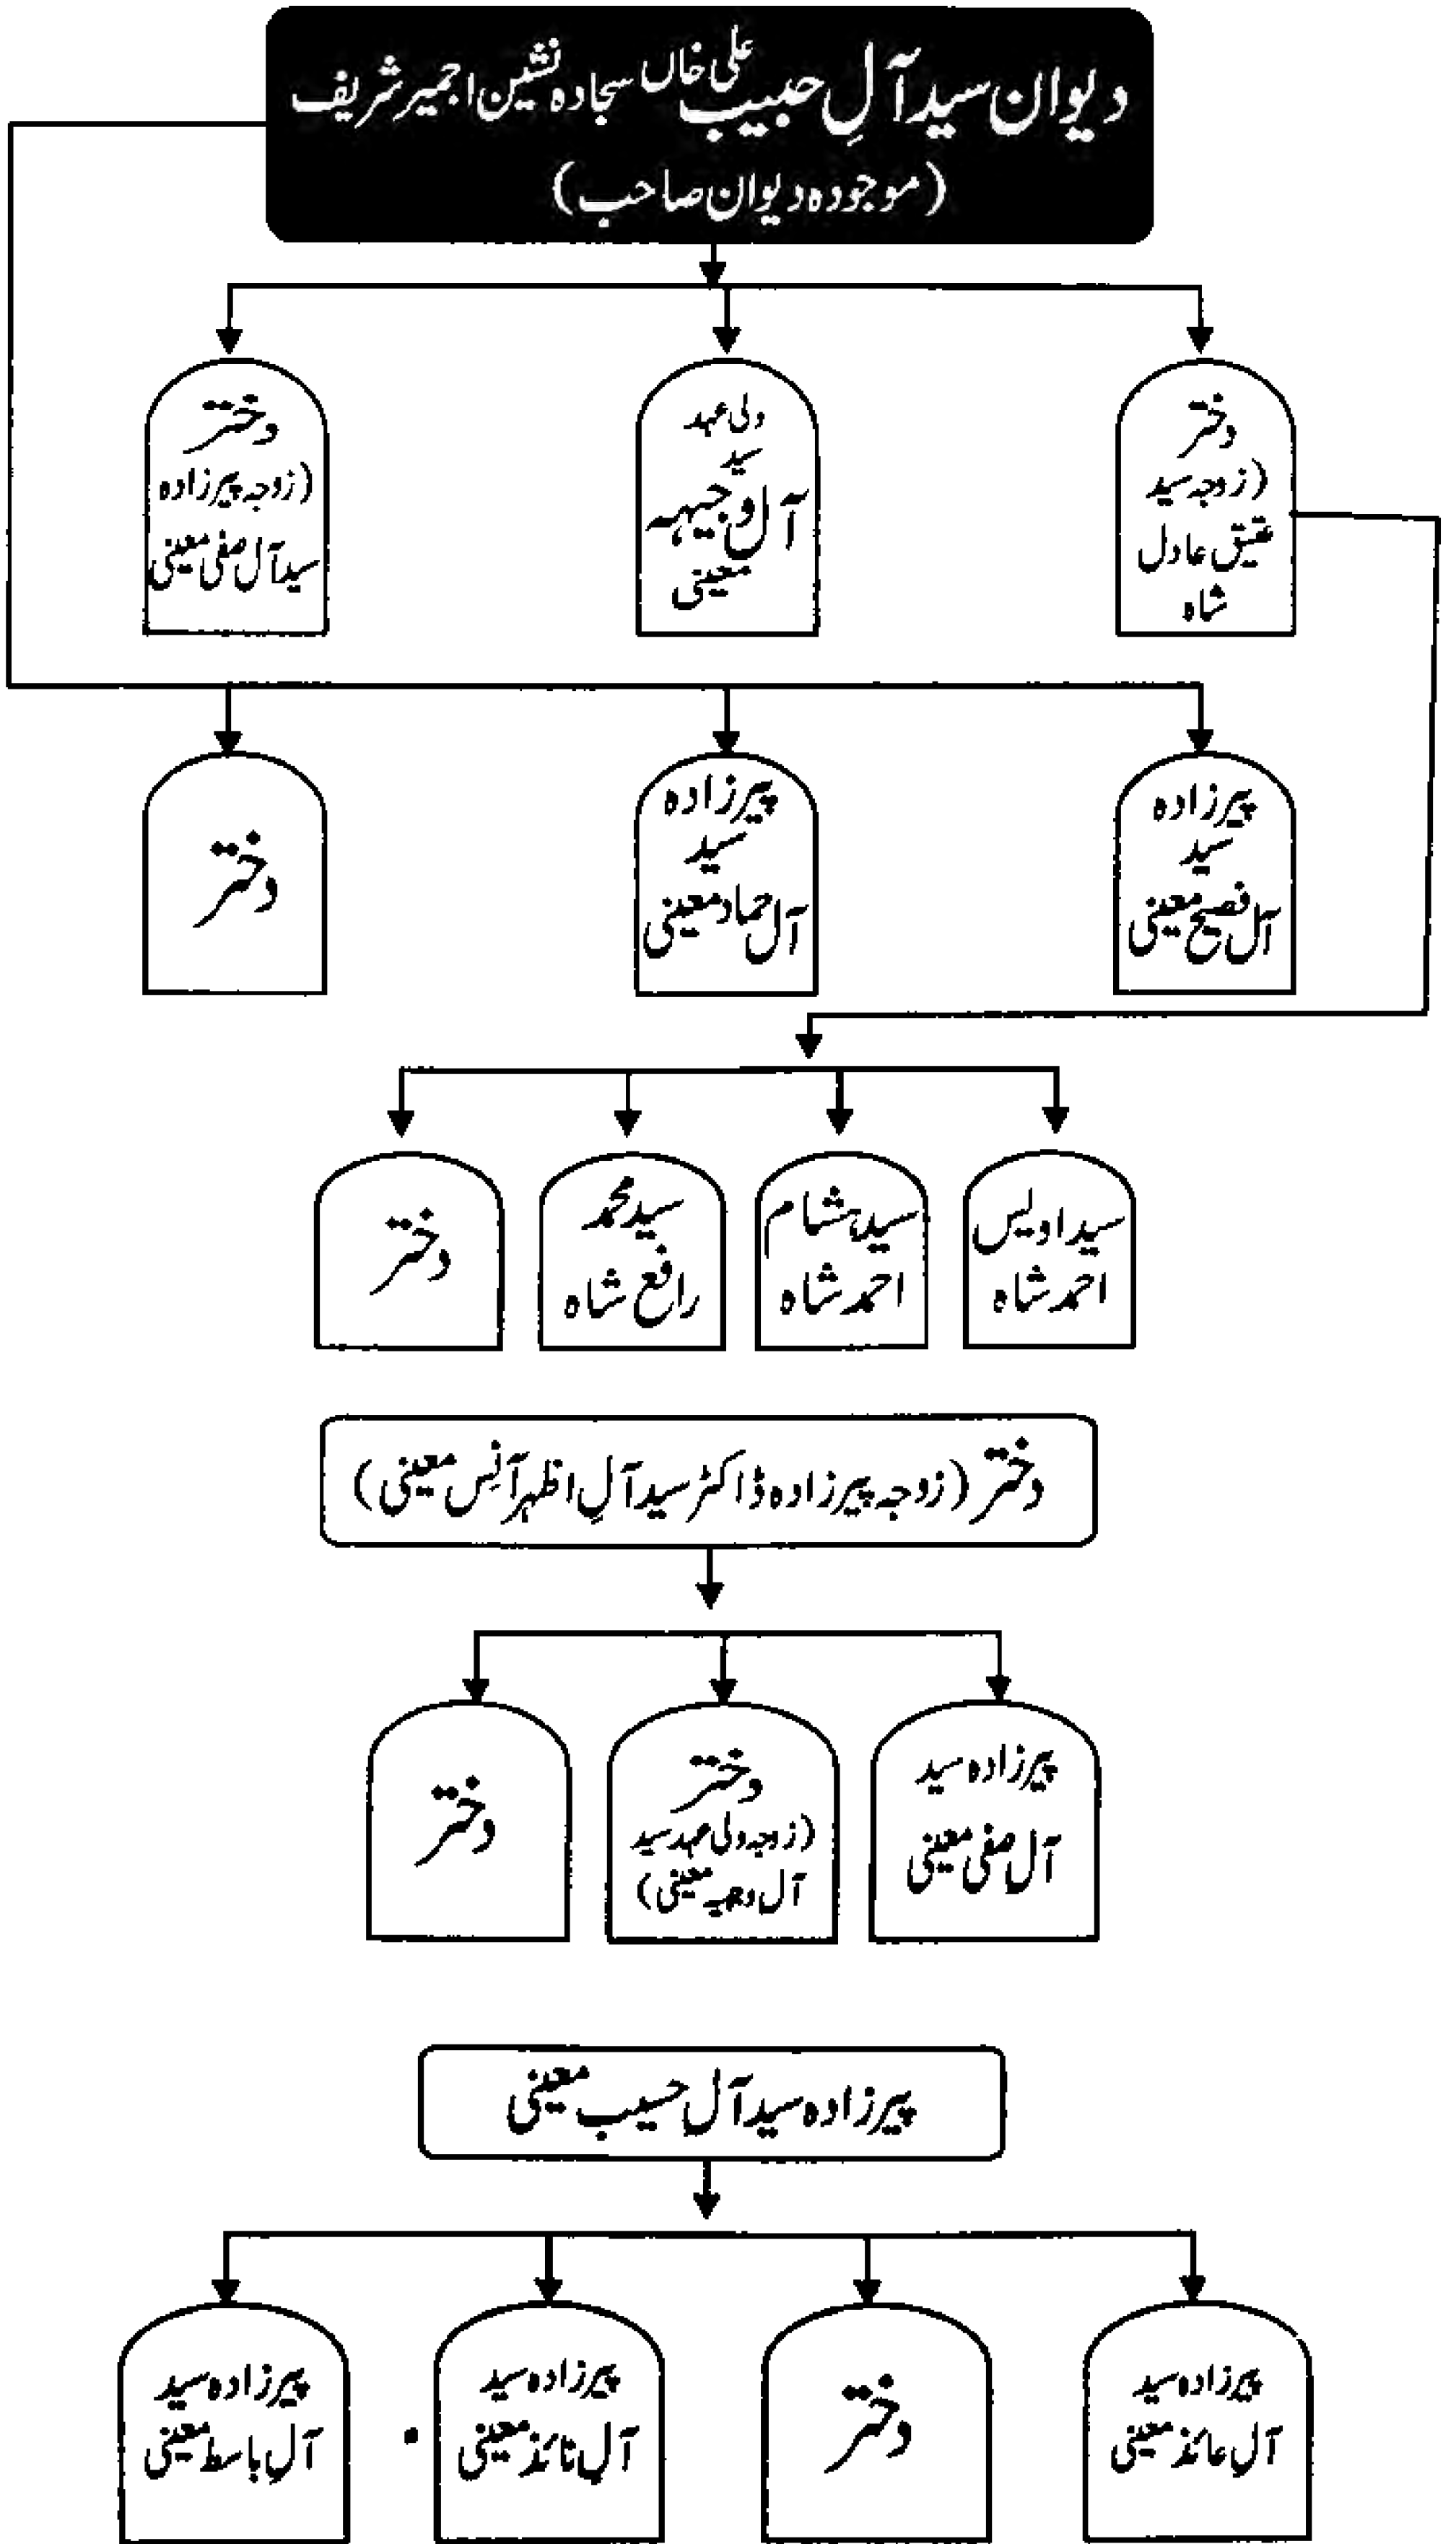 دیوان سید آلِ حبیب علی خاں سجادہ نشین اجمیر شریف
(موجودہ دیوان صاحب)
دختر
(زوجہ سید
عتیق عادل
شاہ
ولی عہد
سید
آل وجیہہ
معینی
دختر
(زوجہ پیرزادہ
سید آل صفی معینی
پیرزادہ
سید
آل فصیح معینی
پیرزادہ
سید
آل حماد معینی
دختر
سید اویس
احمد شاہ
سید ہشام
احمد شاہ
سید محمد
رافع شاہ
دختر
دختر (زوجہ پیرزادہ ڈاکٹر سید آلِ اظہر آنِس معینی)
پیرزادہ سید
آل صفی معینی
دختر
(زوجہ ولی عہد سید
آل وجیہہ معینی)
دختر
پیرزادہ سید آل حسیب معینی
پیرزادہ سید
آلِ عائذ معینی
دختر
پیرزادہ سید
آلِ نائذ معینی
پیرزادہ سید
آلِ باسط معینی